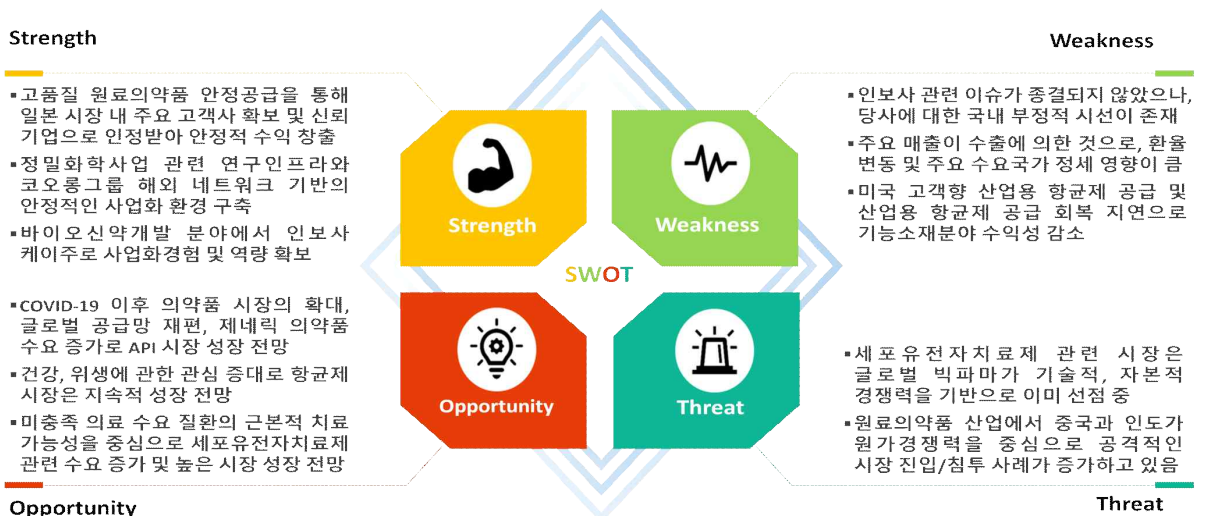 Strength
▪고품질 원료의약품 안정공급을 통해
일본 시장 내 주요 고객사 확보 및 신뢰
기업으로 인정받아 안정적 수익 창출
▪정밀화학사업 관련 연구인프라와
코오롱그룹 해외 네트워크 기반의
안정적인 사업화 환경 구축
▪바이오신약개발 분야에서 인보사
케이주로 사업화경험 및 역량 확보
Weakness
▪인보사 관련 이슈가 종결되지 않았으나,
당사에 대한 국내 부정적 시선이 존재
▪주요 매출이 수출에 의한 것으로, 환율
변동 및 주요 수요국가 정세 영향이 큼
▪미국 고객향 산업용 항균제 공급 및
산업용 항균제 공급 회복 지연으로
기능소재분야 수익성 감소
Strength
Weakness
SWOT
Opportunity
Threat
▪COVID-19 이후 의약품 시장의 확대,
글로벌 공급망 재편, 제네릭 의약품
수요 증가로 API 시장 성장 전망
▪건강, 위생에 관한 관심 증대로 항균제
시장은 지속적 성장 전망
▪미충족 의료 수요 질환의 근본적 치료
가능성을 중심으로 세포유전자치료제
관련 수요 증가 및 높은 시장 성장 전망
Opportunity
▪세포유전자치료제 관련 시장은
글로벌 빅파마가 기술적, 자본적
경쟁력을 기반으로 이미 선점 중
▪원료의약품 산업에서 중국과 인도가
원가경쟁력을 중심으로 공격적인
시장 진입/침투 사례가 증가하고 있음
Threat